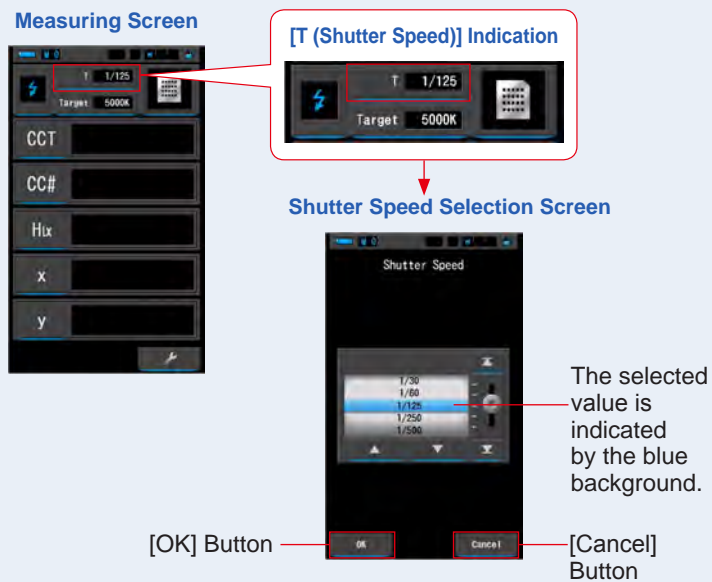 Measuring Screen
T 1/125
Target 5000K
CCT
CC#
Hlx
x
y
[T (Shutter Speed)] Indication
T 1/125
Target 5000K
Shutter Speed Selection Screen
Shutter Speed
1/30
1/60
1/125
1/250
1/500
The selected
value is
indicated
by the blue
background.
[OK] Button
OK
Cancel
[Cancel]
Button